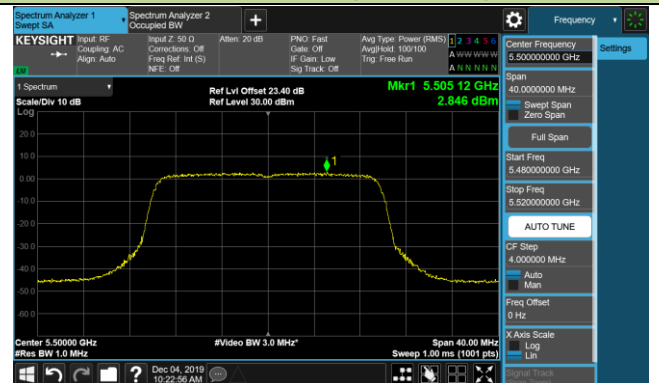 Spectrum Analyzer 1
Swept SA
Spectrum Analyzer 2
Occupied BW
+
Frequency
KEYSIGHT
Input: RF
Coupling: AC
Align: Auto
Input Z: 50 Ω
Corrections: Off
Freq Ref: Int (S)
NFE: Off
Atten: 20 dB
PNO: Fast
Gate: Off
IF Gain: Low
Sig Track: Off
Avg Type: Power (RMS)
Avg|Hold: 100/100
Trig: Free Run
1 2 3 4 5 6
A W W W W W
A N N N N N
LXI
1 Spectrum
Scale/Div 10 dB
Log
Ref Lvl Offset 23.40 dB
Ref Level 30.00 dBm
Mkr1 5.505 12 GHz
2.846 dBm
1
20.0
10.0
0.00
-10.0
-20.0
-30.0
-40.0
-50.0
-60.0
Center 5.50000 GHz
#Res BW 1.0 MHz
#Video BW 3.0 MHz*
Span 40.00 MHz
Sweep 1.00 ms (1001 pts)
Dec 04, 2019
10:22:56 AM
?
Center Frequency
5.500000000 GHz
Span
40.0000000 MHz
Swept Span
Zero Span
Full Span
Start Freq
5.480000000 GHz
Stop Freq
5.520000000 GHz
AUTO TUNE
CF Step
4.000000 MHz
Auto
Man
Freq Offset
0 Hz
X Axis Scale
Log
Lin
Signal Track
Settings